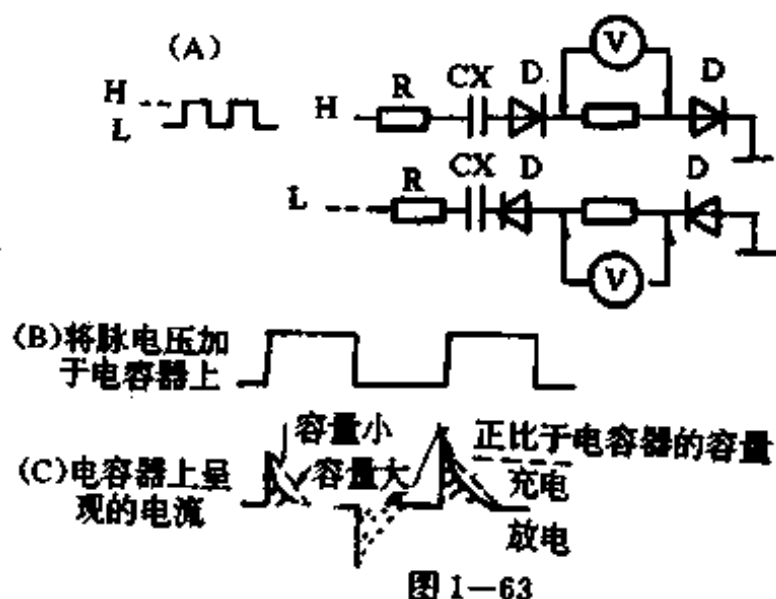 (A)
H
L
H
R
CX
D
V
D
L
R
CX
D
D
V
(B)将脉电压加
于电容器上
容量小
正比于电容器的容量
(C)电容器上呈
现的电流
容量大
充电
放电
图 1—63